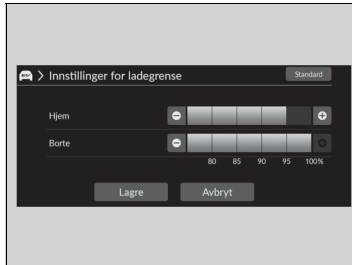 Innstillinger for ladegrense
Standard
Hjem
Borte
80 85 90 95 100%
Lagre Avbryt